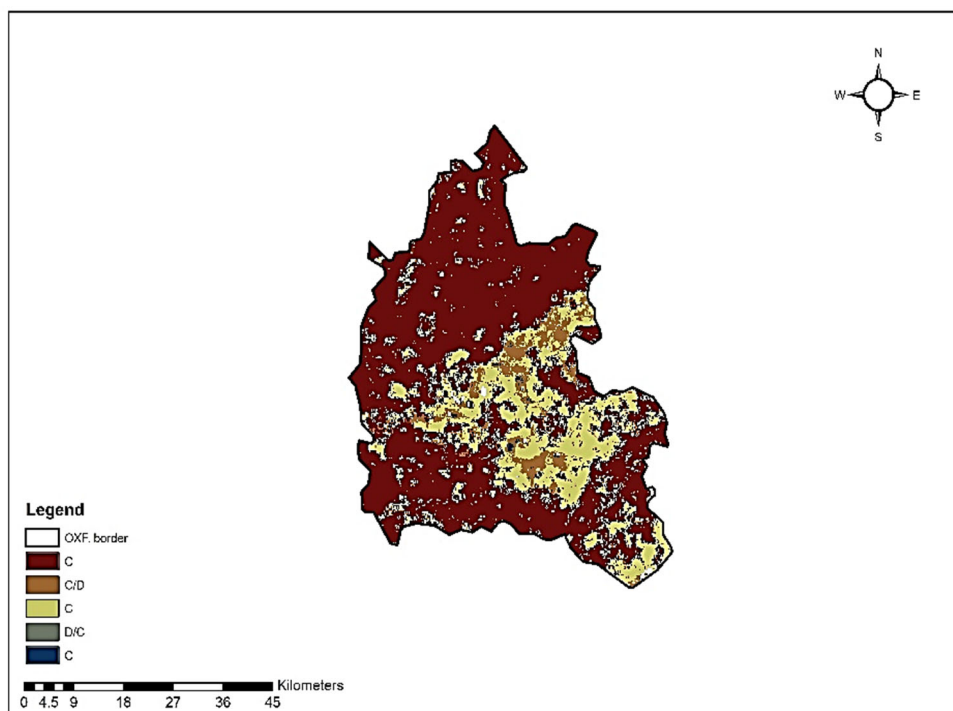 N
W E
S
Legend
OXF. border
C
C/D
C
D/C
C
Kilometers
0 4.5 9 18 27 36 45